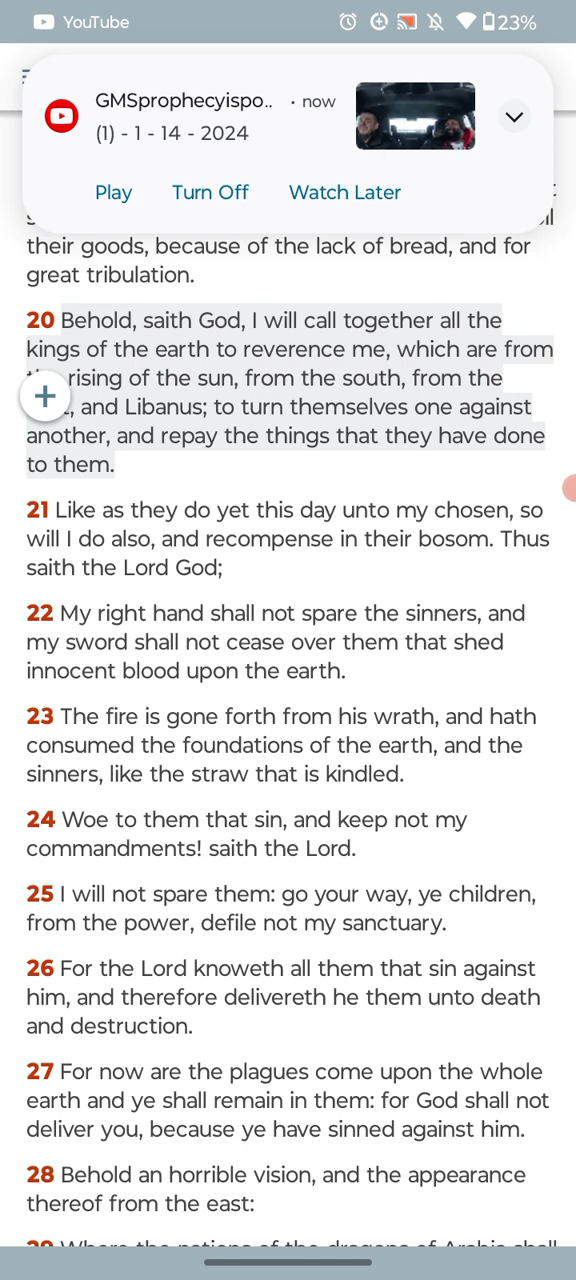 YouTube
23%
GMSprophecyispo.. · now
(1) - 1 - 14 - 2024
Play Turn Off Watch Later
their goods, because of the lack of bread, and for
great tribulation.
20 Behold, saith God, I will call together all the
kings of the earth to reverence me, which are from
rising of the sun, from the south, from the
, and Libanus; to turn themselves one against
another, and repay the things that they have done
to them.
21 Like as they do yet this day unto my chosen, so
will I do also, and recompense in their bosom. Thus
saith the Lord God;
22 My right hand shall not spare the sinners, and
my sword shall not cease over them that shed
innocent blood upon the earth.
23 The fire is gone forth from his wrath, and hath
consumed the foundations of the earth, and the
sinners, like the straw that is kindled.
24 Woe to them that sin, and keep not my
commandments! saith the Lord.
25 I will not spare them: go your way, ye children,
from the power, defile not my sanctuary.
26 For the Lord knoweth all them that sin against
him, and therefore delivereth he them unto death
and destruction.
27 For now are the plagues come upon the whole
earth and ye shall remain in them: for God shall not
deliver you, because ye have sinned against him.
28 Behold an horrible vision, and the appearance
thereof from the east:
29 Where the nations of the dragons of Arabia shall